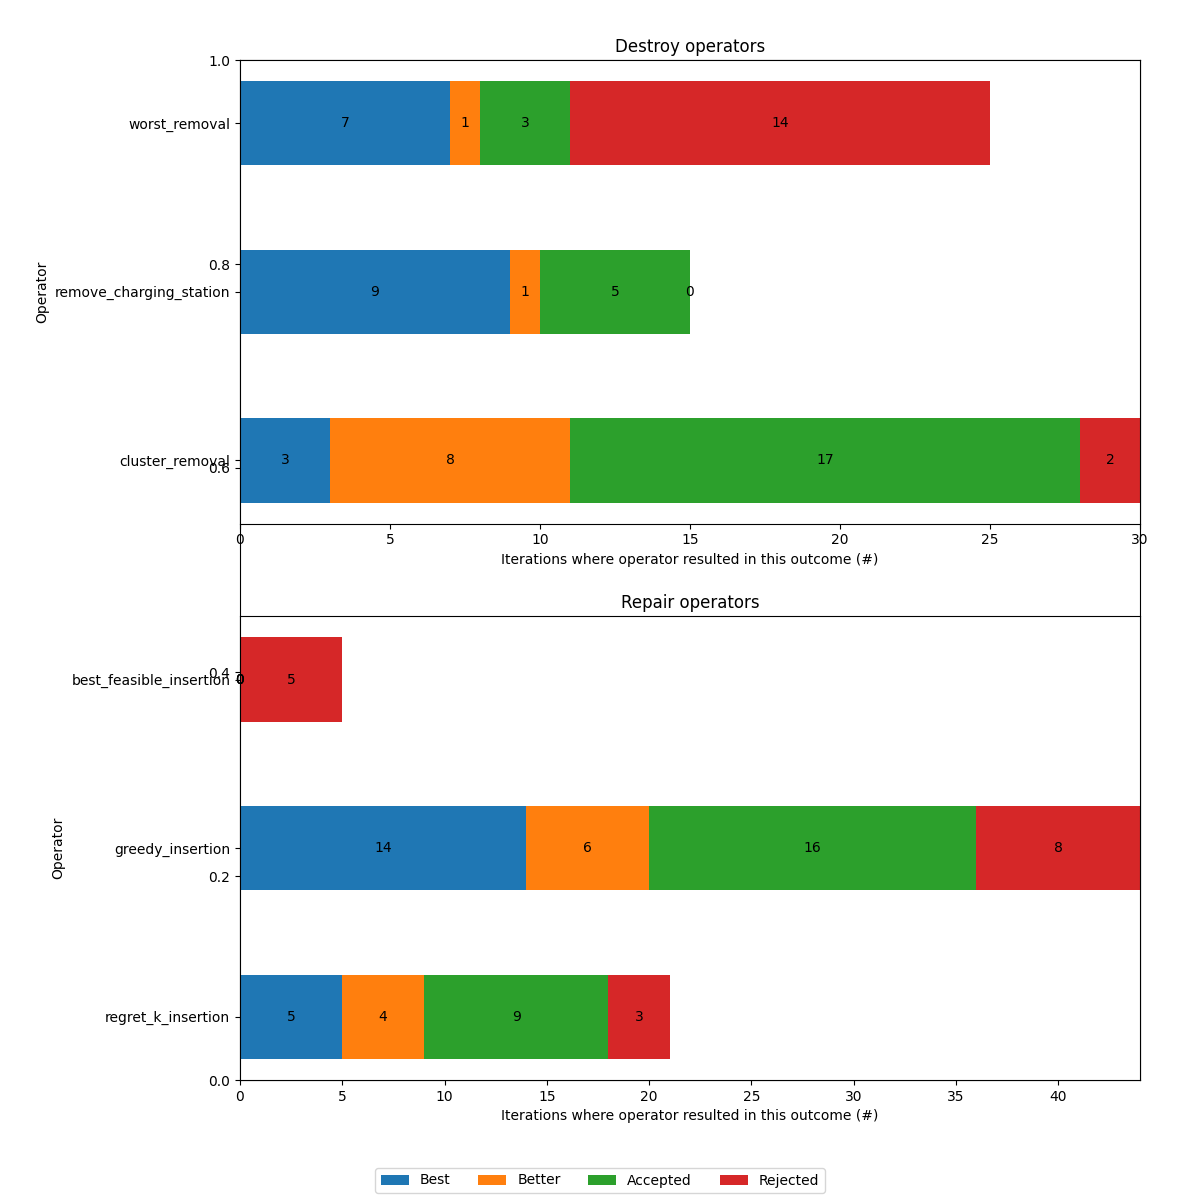 Destroy operators
1.0
worst_removal
7 1 3 14
0.8
Operator
remove_charging_station
9 1 5 0
cluster_removal
3 8 17 2
0.6
0 5 10 15 20 25 30
Iterations where operator resulted in this outcome (#)
Repair operators
0.4
best_feasible_insertion
0 5
Operator
greedy_insertion
14 6 16 8
0.2
regret_k_insertion
5 4 9 3
0.0
0 5 10 15 20 25 30 35 40
Iterations where operator resulted in this outcome (#)
Best Better Accepted Rejected